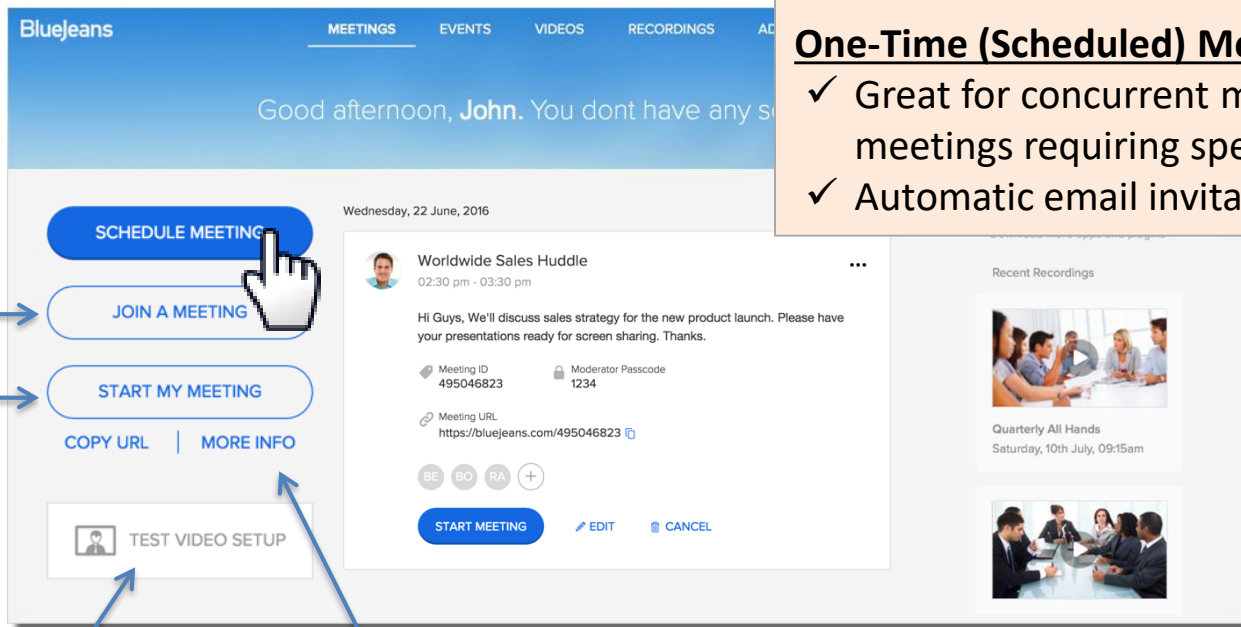 BlueJeans
MEETINGS EVENTS VIDEOS RECORDINGS
One-Time (Scheduled)
Good afternoon, John. You dont have any
✓ Great for concurrent
meetings requiring
✓ Automatic email
SCHEDULE MEETING
JOIN A MEETING
START MY MEETING
COPY URL | MORE INFO
TEST VIDEO SETUP
Wednesday, 22 June, 2016
Worldwide Sales Huddle
02:30 pm - 03:30 pm
Hi Guys, We'll discuss sales strategy for the new product launch. Please have
your presentations ready for screen sharing. Thanks.
Meeting ID
495046823
Moderator Passcode
1234
Meeting URL
https://bluejeans.com/495046823
BE BO RA +
START MEETING EDIT CANCEL
Recent Recordings
Quarterly All Hands
Saturday, 10th July, 09:15am